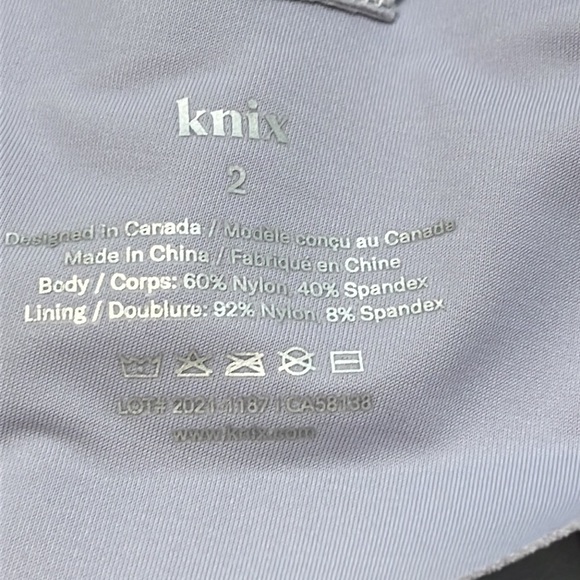 knix
2
Designed in Canada / Modèle conçu au Canada
Made In China / Fabriqué en Chine
Body / Corps: 60% Nylon, 40% Spandex
Lining / Doublure: 92% Nylon, 8% Spandex
LOT# 2021-1187 | CA58138
www.knix.com